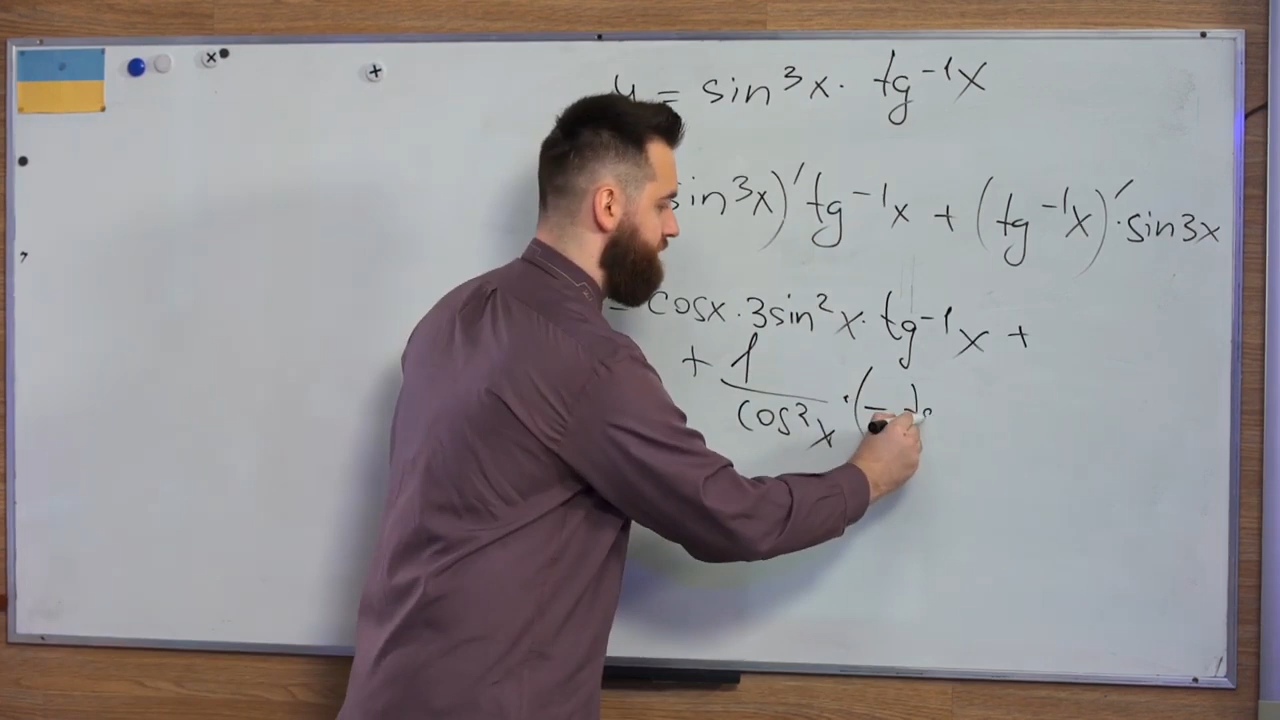 y = sin³x · tg⁻¹x
sin³x)′ tg⁻¹x + (tg⁻¹x)′ · sin3x
= cosx · 3sin²x · tg⁻¹x +
+ 1/cos²x · (-